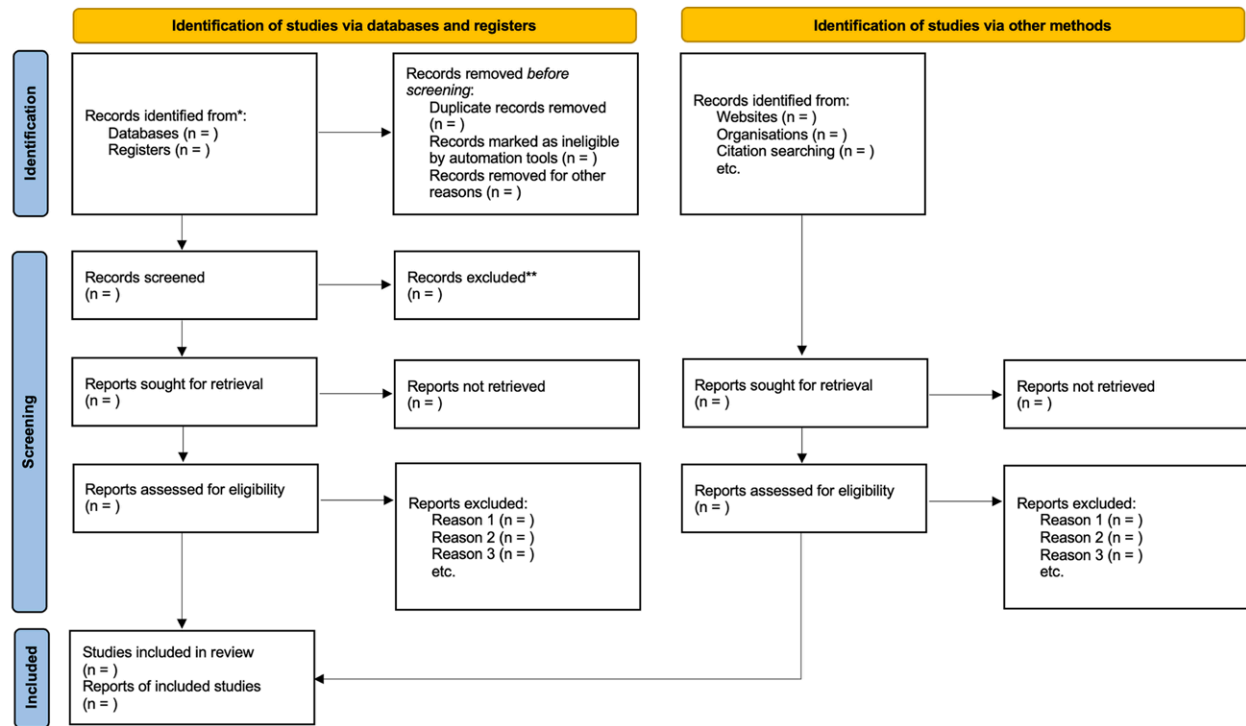 Identification of studies via databases and registers
Identification of studies via other methods
Identification
Records identified from*:
Databases (n = )
Registers (n = )
Records removed before
screening:
Duplicate records removed
(n = )
Records marked as ineligible
by automation tools (n = )
Records removed for other
reasons (n = )
Records identified from:
Websites (n = )
Organisations (n = )
Citation searching (n = )
etc.
Screening
Records screened
(n = )
Records excluded**
(n = )
Reports sought for retrieval
(n = )
Reports not retrieved
(n = )
Reports sought for retrieval
(n = )
Reports not retrieved
(n = )
Reports assessed for eligibility
(n = )
Reports excluded:
Reason 1 (n = )
Reason 2 (n = )
Reason 3 (n = )
etc.
Reports assessed for eligibility
(n = )
Reports excluded:
Reason 1 (n = )
Reason 2 (n = )
Reason 3 (n = )
etc.
Included
Studies included in review
(n = )
Reports of included studies
(n = )